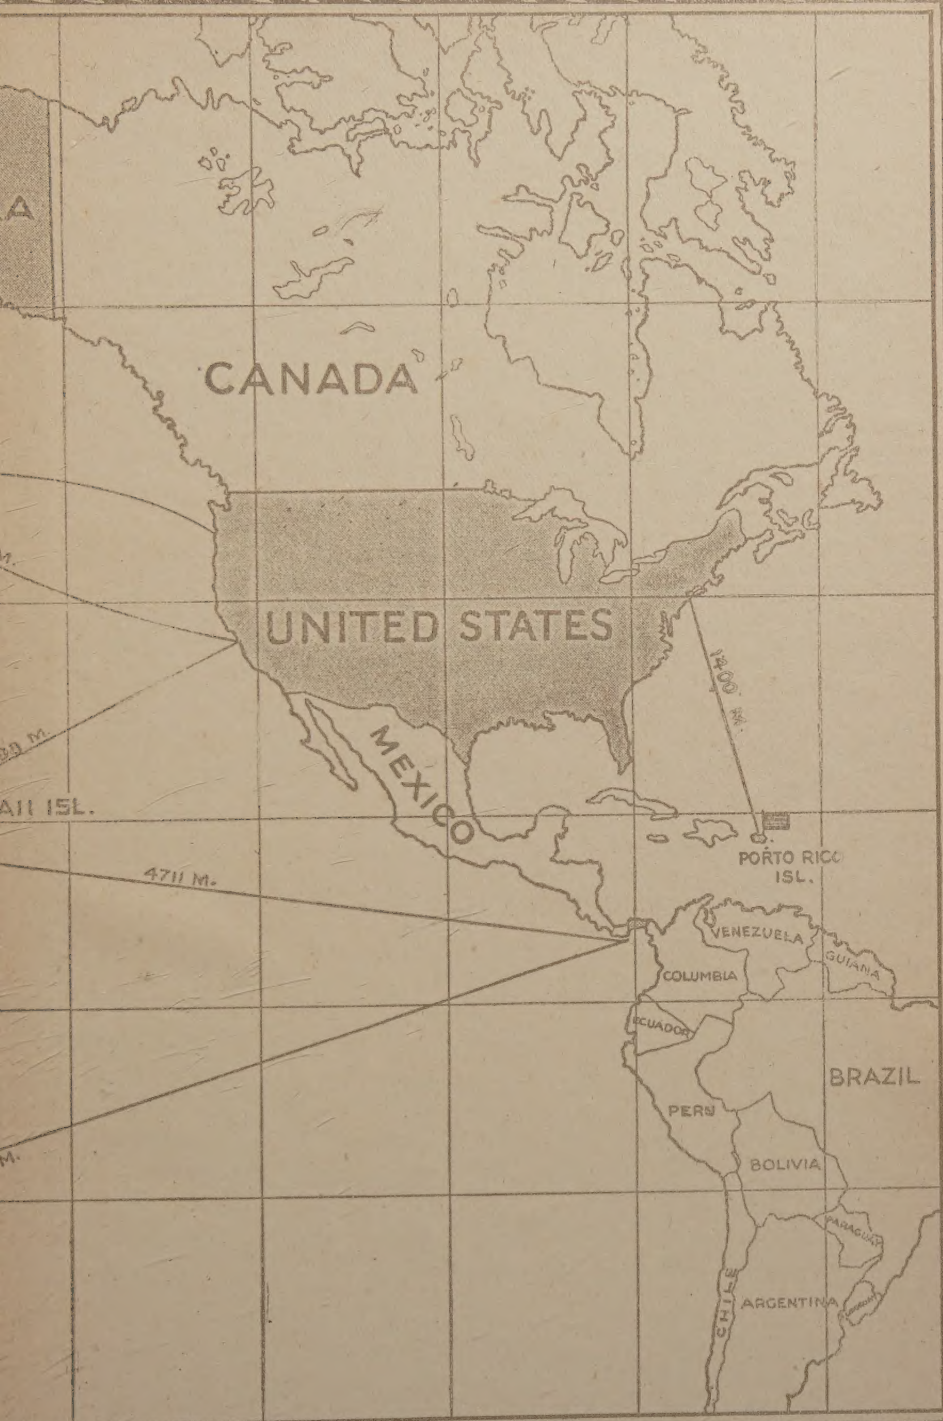 A
CANADA
M.
UNITED STATES
1400 M.
MEXICO
M.
AII ISL.
PORTO RICO
ISL.
4711 M.
VENEZUELA
GUIANA
COLUMBIA
ECUADOR
BRAZIL
PERU
M.
BOLIVIA
PARAGUAY
CHILE
ARGENTINA